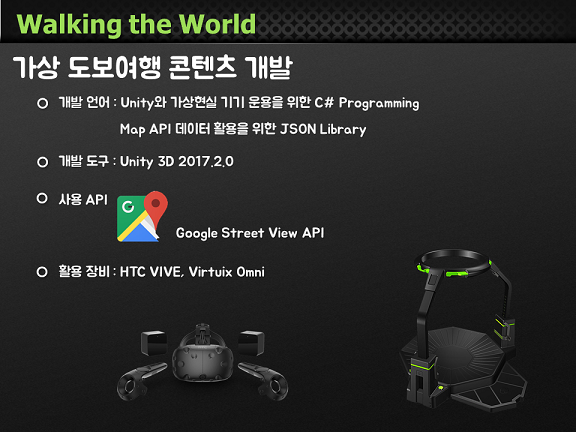 Walking the World
가상 도보여행 콘텐츠 개발
개발 언어 : Unity와 가상현실 기기 운용을 위한 C# Programming
Map API 데이터 활용을 위한 JSON Library
개발 도구 : Unity 3D 2017.2.0
사용 API
G
Google Street View API
활용 장비 : HTC VIVE, Virtuix Omni